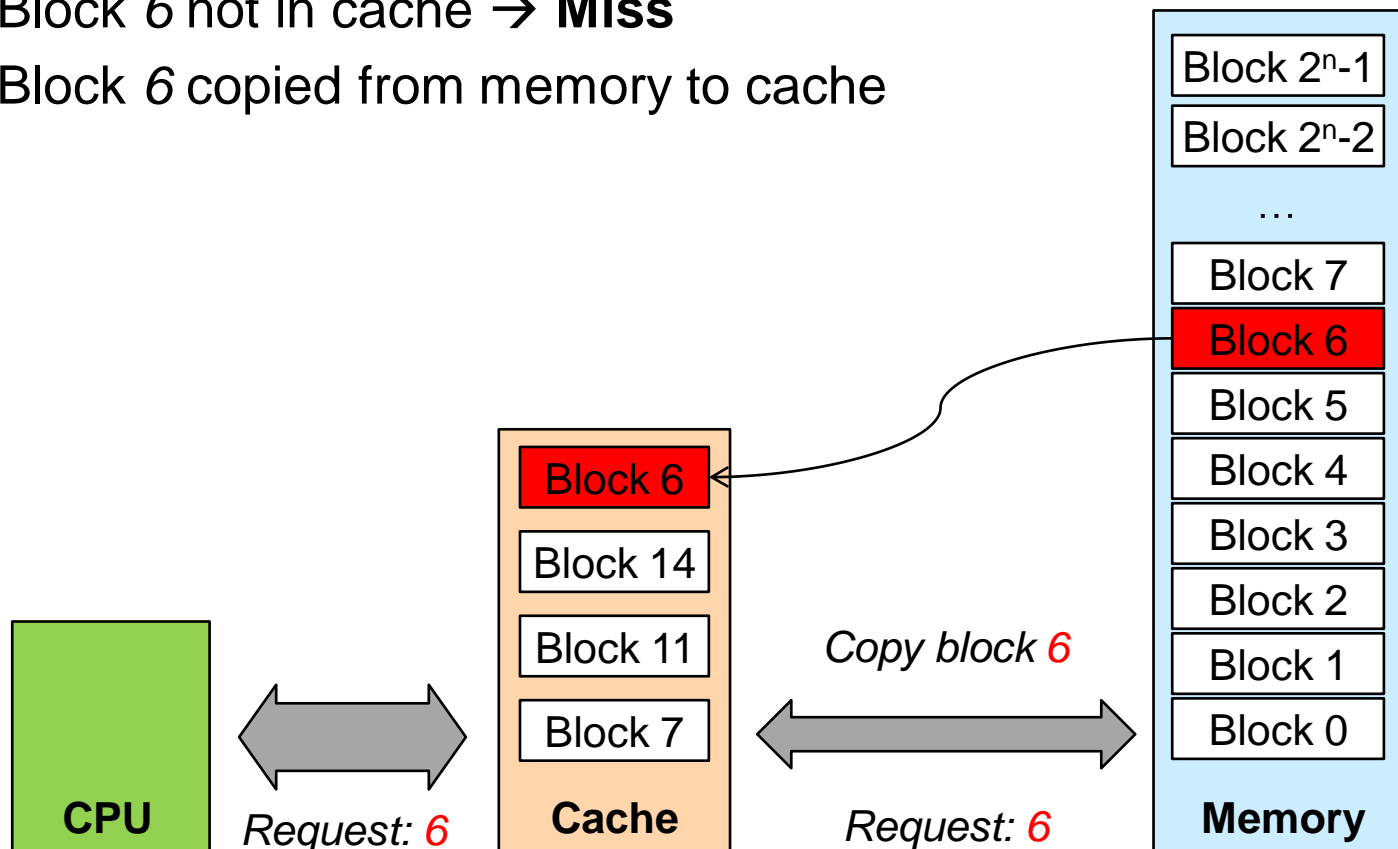 Block 6 not in cache → Miss
Block 6 copied from memory to cache
Block 2ⁿ-1
Block 2ⁿ-2
…
Block 7
Block 6
Block 5
Block 4
Block 3
Block 2
Block 1
Block 0
Memory
Block 6
Block 14
Block 11
Block 7
Cache
Copy block 6
Request: 6
CPU
Request: 6